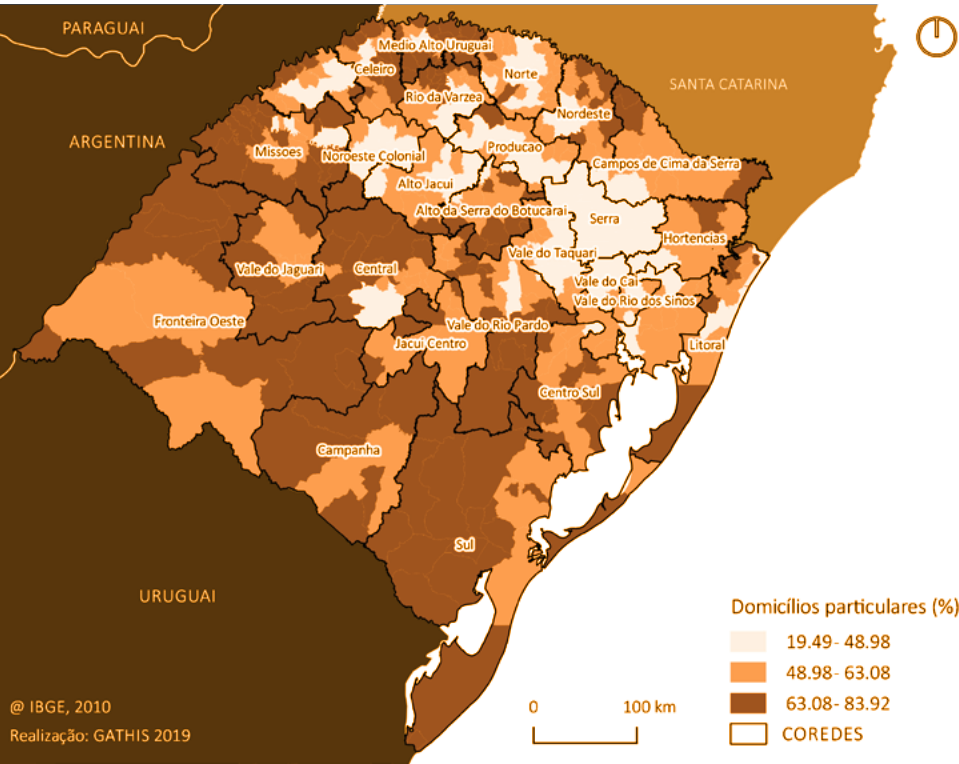 PARAGUAI
Medio Alto Uruguai
Celeiro
Norte
SANTA CATARINA
Rio da Varzea
Nordeste
ARGENTINA
Missoes
Noroeste Colonial
Producao
Campos de Cima da Serra
Alto Jacui
Alto da Serra do Botucarai
Serra
Hortencias
Vale do Taquari
Vale do Jaguari
Central
Vale do Cai
Vale do Rio dos Sinos
Fronteira Oeste
Vale do Rio Pardo
Jacui Centro
Litoral
Centro Sul
Campanha
Sul
URUGUAI
Domicílios particulares (%)
19.49- 48.98
48.98- 63.08
63.08- 83.92
COREDES
0 100 km
@ IBGE, 2010
Realização: GATHIS 2019